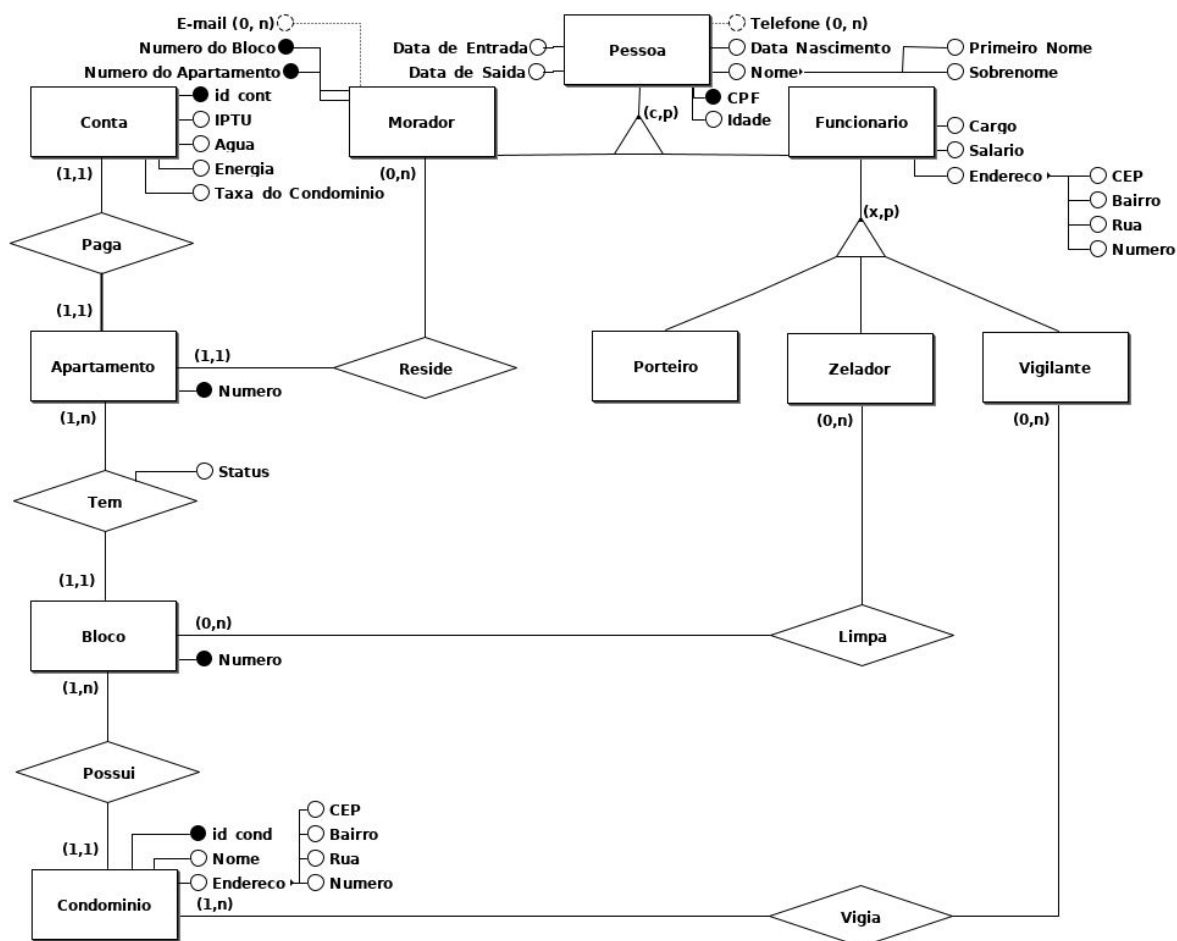 E-mail (0, n)
Numero do Bloco
Numero do Apartamento
Data de Entrada
Data de Saida
Pessoa
Telefone (0, n)
Data Nascimento
Nome
Primeiro Nome
Sobrenome
CPF
Idade
(c,p)
Conta
id cont
IPTU
Agua
Energia
Taxa do Condominio
(1,1)
Morador
(0,n)
Funcionario
Cargo
Salario
Endereco
CEP
Bairro
Rua
Numero
(x,p)
Paga
(1,1)
Apartamento
(1,1)
Numero
(1,n)
Reside
Porteiro
Zelador
(0,n)
Vigilante
(0,n)
Status
Tem
(1,1)
Bloco
(0,n)
Numero
(1,n)
Limpa
Possui
(1,1)
id cond
Nome
Endereco
CEP
Bairro
Rua
Numero
Condominio
(1,n)
Vigia